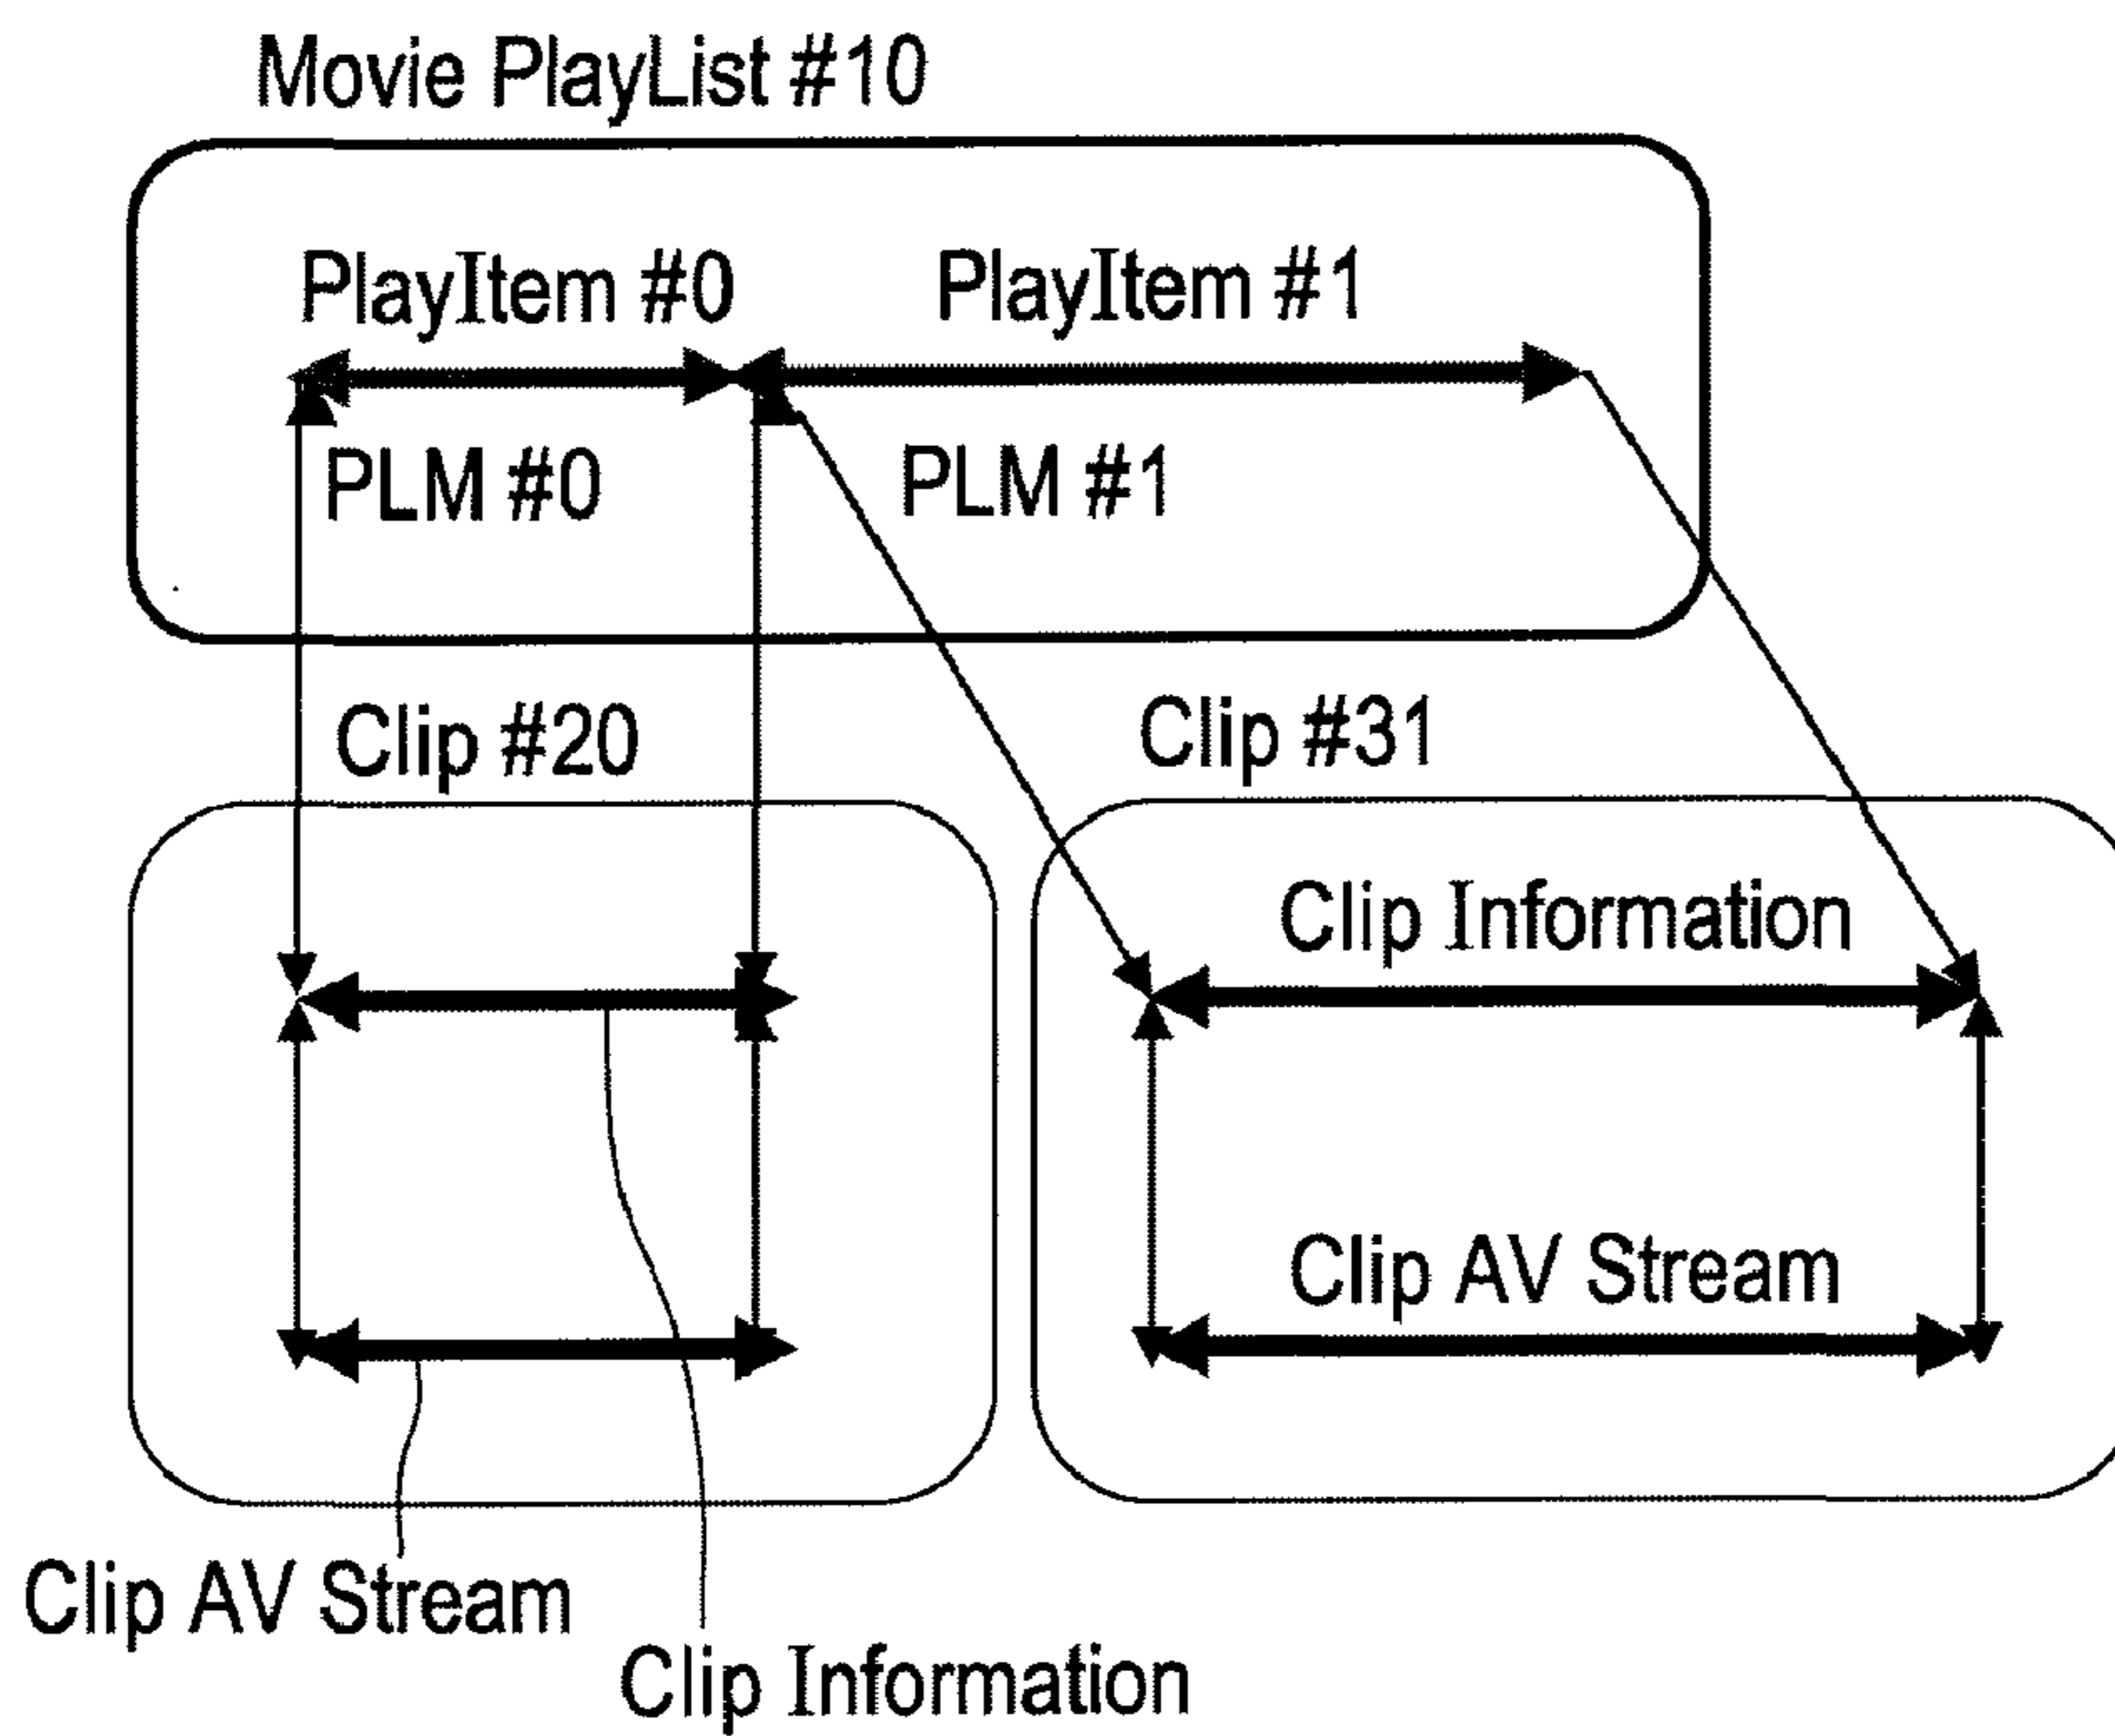 Movie PlayList #10
PlayItem #0 PlayItem #1
PLM #0 PLM #1
Clip #20 Clip #31
Clip Information
Clip AV Stream
Clip AV Stream
Clip Information